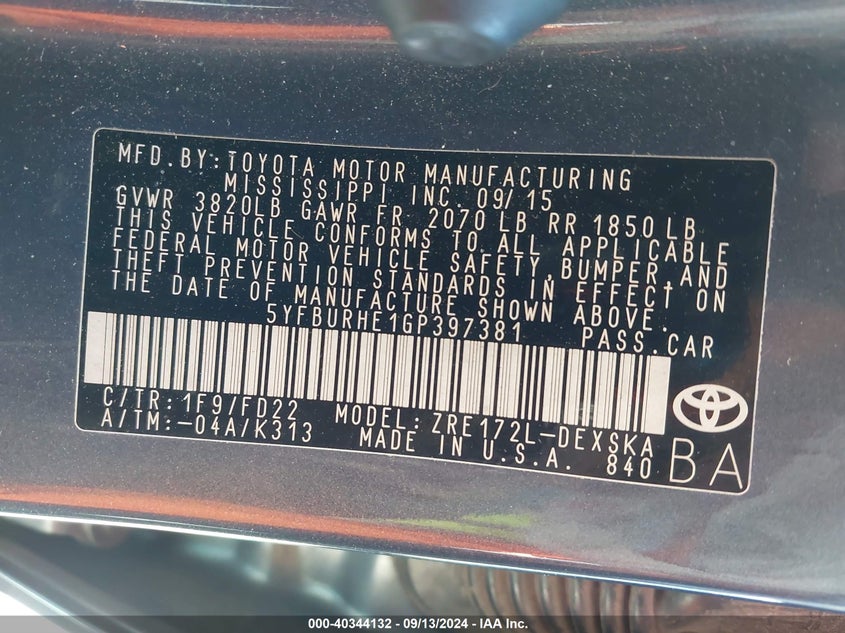 MFD.BY:TOYOTA MOTOR MANUFACTURING
MISSISSIPPI INC. 09/15
GVWR 3820LB GAWR FR 2070 LB RR 1850 LB
THIS VEHICLE CONFORMS TO ALL APPLICABLE
FEDERAL MOTOR VEHICLE SAFETY,BUMPER,AND
THEFT PREVENTION STANDARDS IN EFFECT ON
THE DATE OF MANUFACTURE SHOWN ABOVE.
5YFBURHE1GP397381 PASS.CAR
C/TR:1F9/FD22 MODEL:ZRE172L-DEXSKA
A/TM:-04A/K313 MADE IN U.S.A. 840
BA
000-40344132 - 09/13/2024 - IAA Inc.